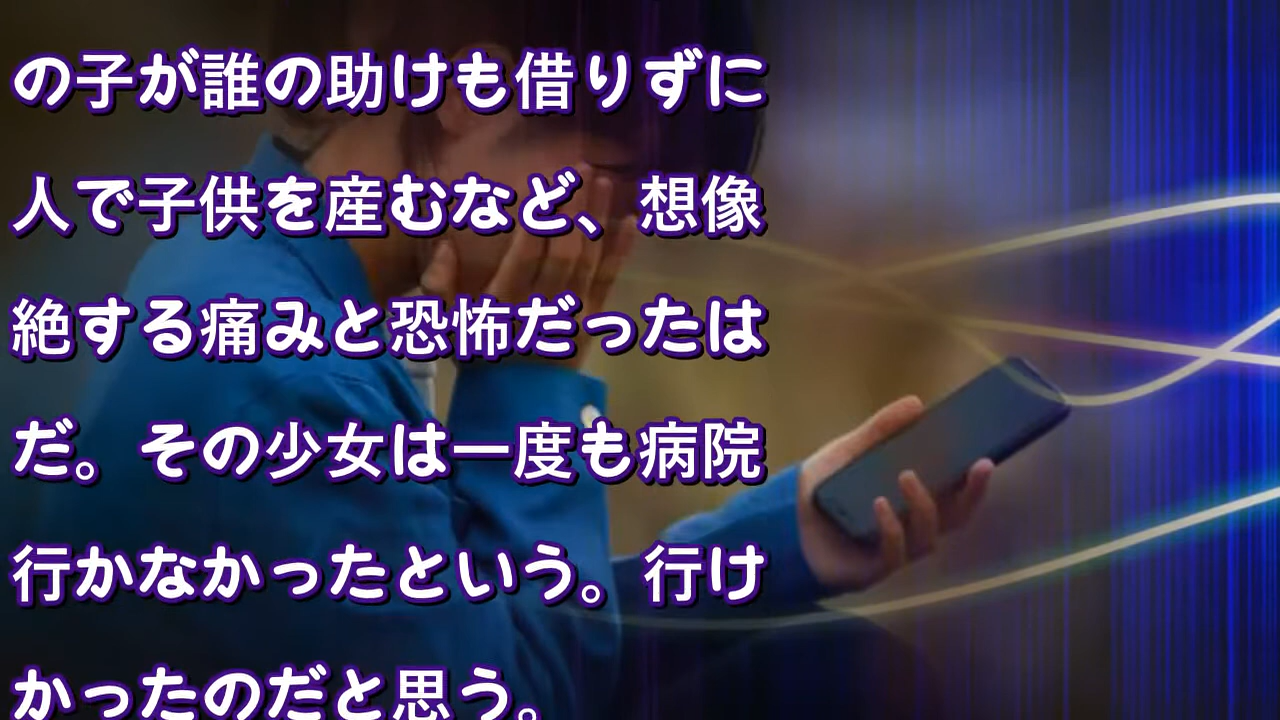 の子が誰の助けも借りずに
人で子供を産むなど、想像
絶する痛みと恐怖だったは
だ。その少女は一度も病院
行かなかったという。行け
かったのだと思う。